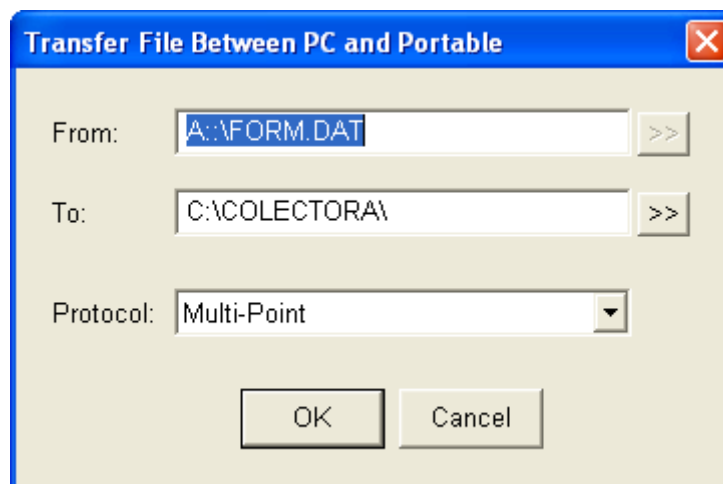 Transfer File Between PC and Portable
From: A::\FORM.DAT >>
To: C:\COLECTORA\ >>
Protocol: Multi-Point
OK Cancel